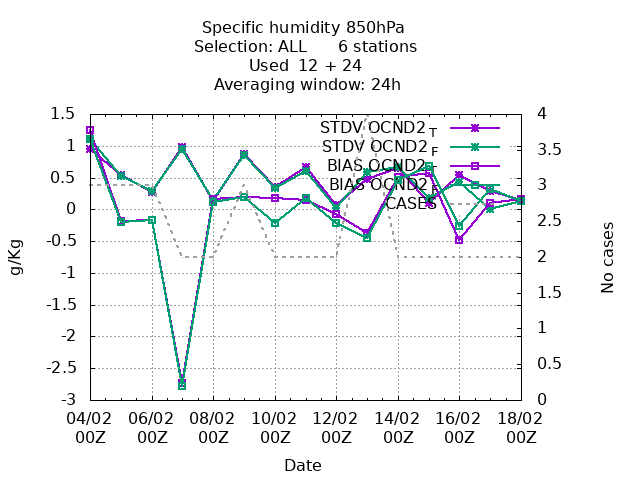 Specific humidity 850hPa
Selection: ALL 6 stations
Used 12 + 24
Averaging window: 24h
1.5
1
0.5
0
-0.5
-1
-1.5
-2
-2.5
-3
g/Kg
STDV OCND2_T
STDV OCND2_F
BIAS OCND2_T
BIAS OCND2_F
CASES
4
3.5
3
2.5
2
1.5
1
0.5
0
No cases
04/02 06/02 08/02 10/02 12/02 14/02 16/02 18/02
00Z 00Z 00Z 00Z 00Z 00Z 00Z 00Z
Date